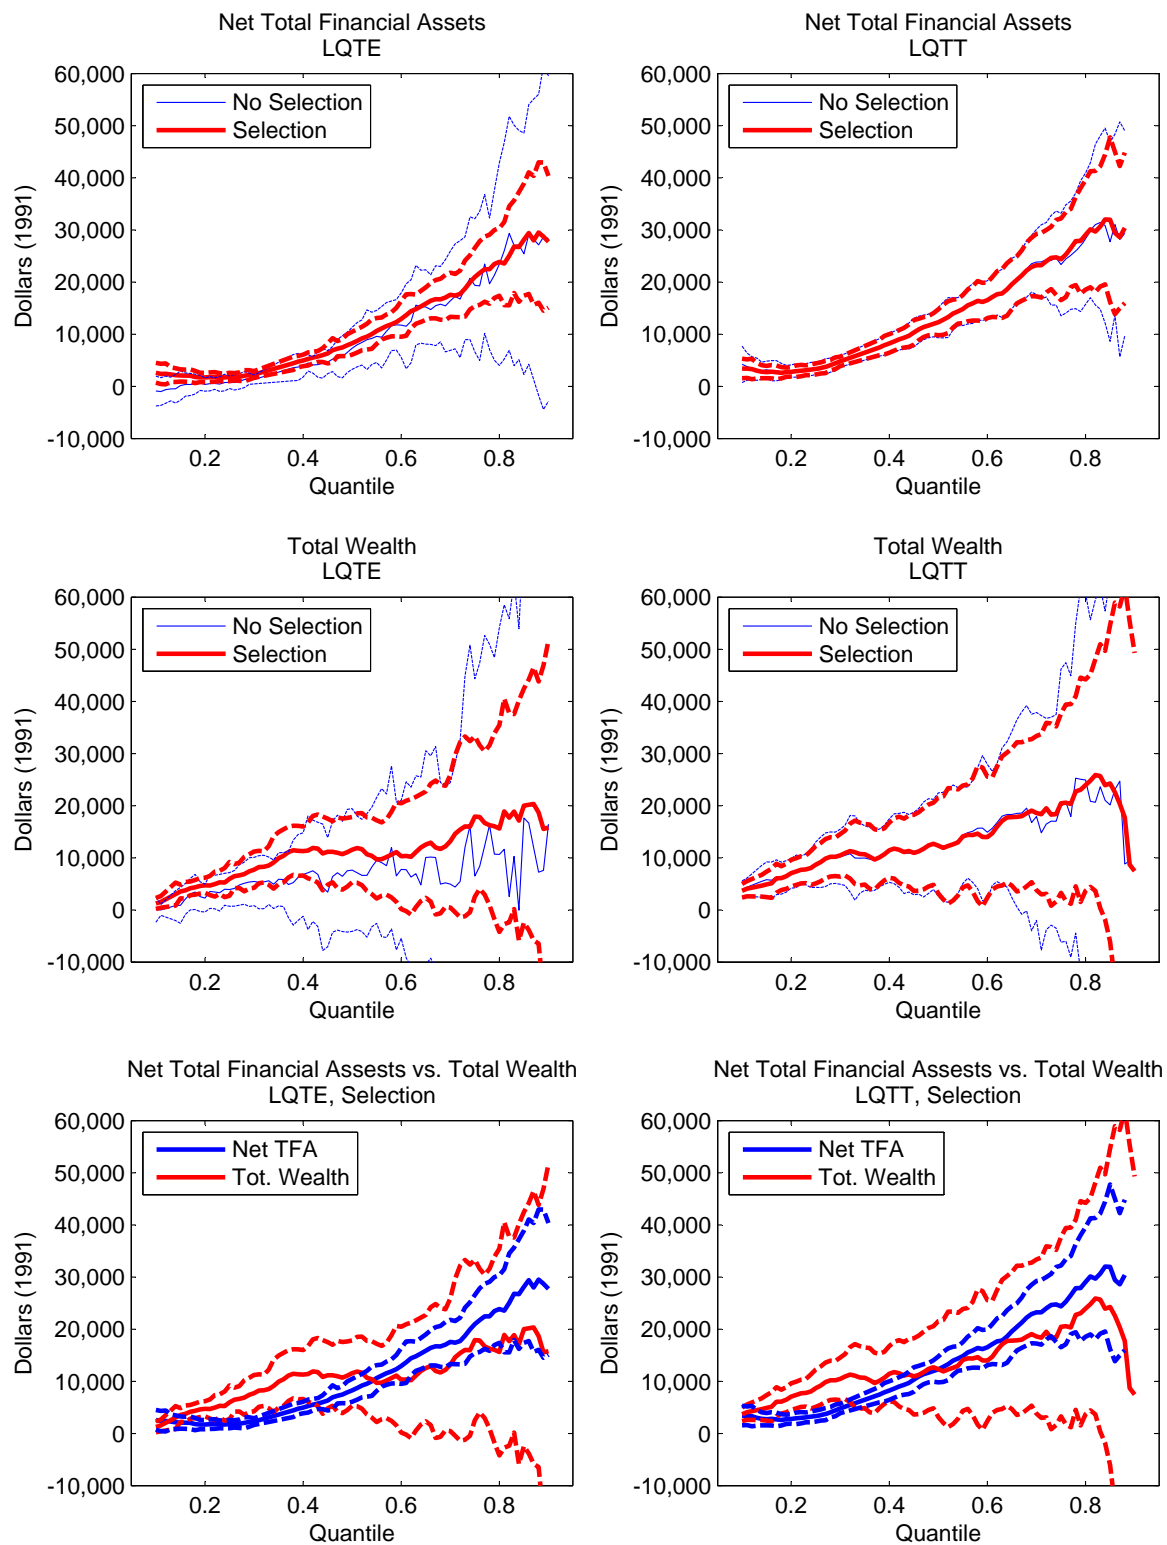 Net Total Financial Assets
LQTE
60,000
50,000
40,000
30,000
20,000
10,000
0
-10,000
Dollars (1991)
No Selection
Selection
0.2
0.4
0.6
0.8
Quantile
Net Total Financial Assets
LQTT
60,000
50,000
40,000
30,000
20,000
10,000
0
-10,000
Dollars (1991)
No Selection
Selection
0.2
0.4
0.6
0.8
Quantile
Total Wealth
LQTE
60,000
50,000
40,000
30,000
20,000
10,000
0
-10,000
Dollars (1991)
No Selection
Selection
0.2
0.4
0.6
0.8
Quantile
Total Wealth
LQTT
60,000
50,000
40,000
30,000
20,000
10,000
0
-10,000
Dollars (1991)
No Selection
Selection
0.2
0.4
0.6
0.8
Quantile
Net Total Financial Assests vs. Total Wealth
LQTE, Selection
60,000
50,000
40,000
30,000
20,000
10,000
0
-10,000
Dollars (1991)
Net TFA
Tot. Wealth
0.2
0.4
0.6
0.8
Quantile
Net Total Financial Assests vs. Total Wealth
LQTT, Selection
60,000
50,000
40,000
30,000
20,000
10,000
0
-10,000
Dollars (1991)
Net TFA
Tot. Wealth
0.2
0.4
0.6
0.8
Quantile